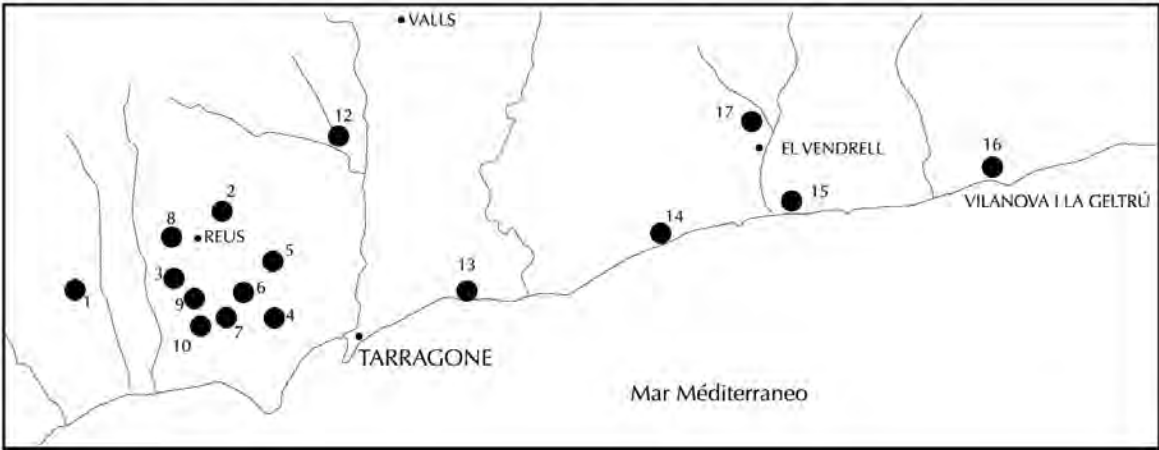 VALLS
12
17
EL VENDRELL
16
2
15
VILANOVA I LA GELTRÚ
8
REUS
14
5
3
13
1
9
6
4
10
7
TARRAGONE
Mar Méditerraneo